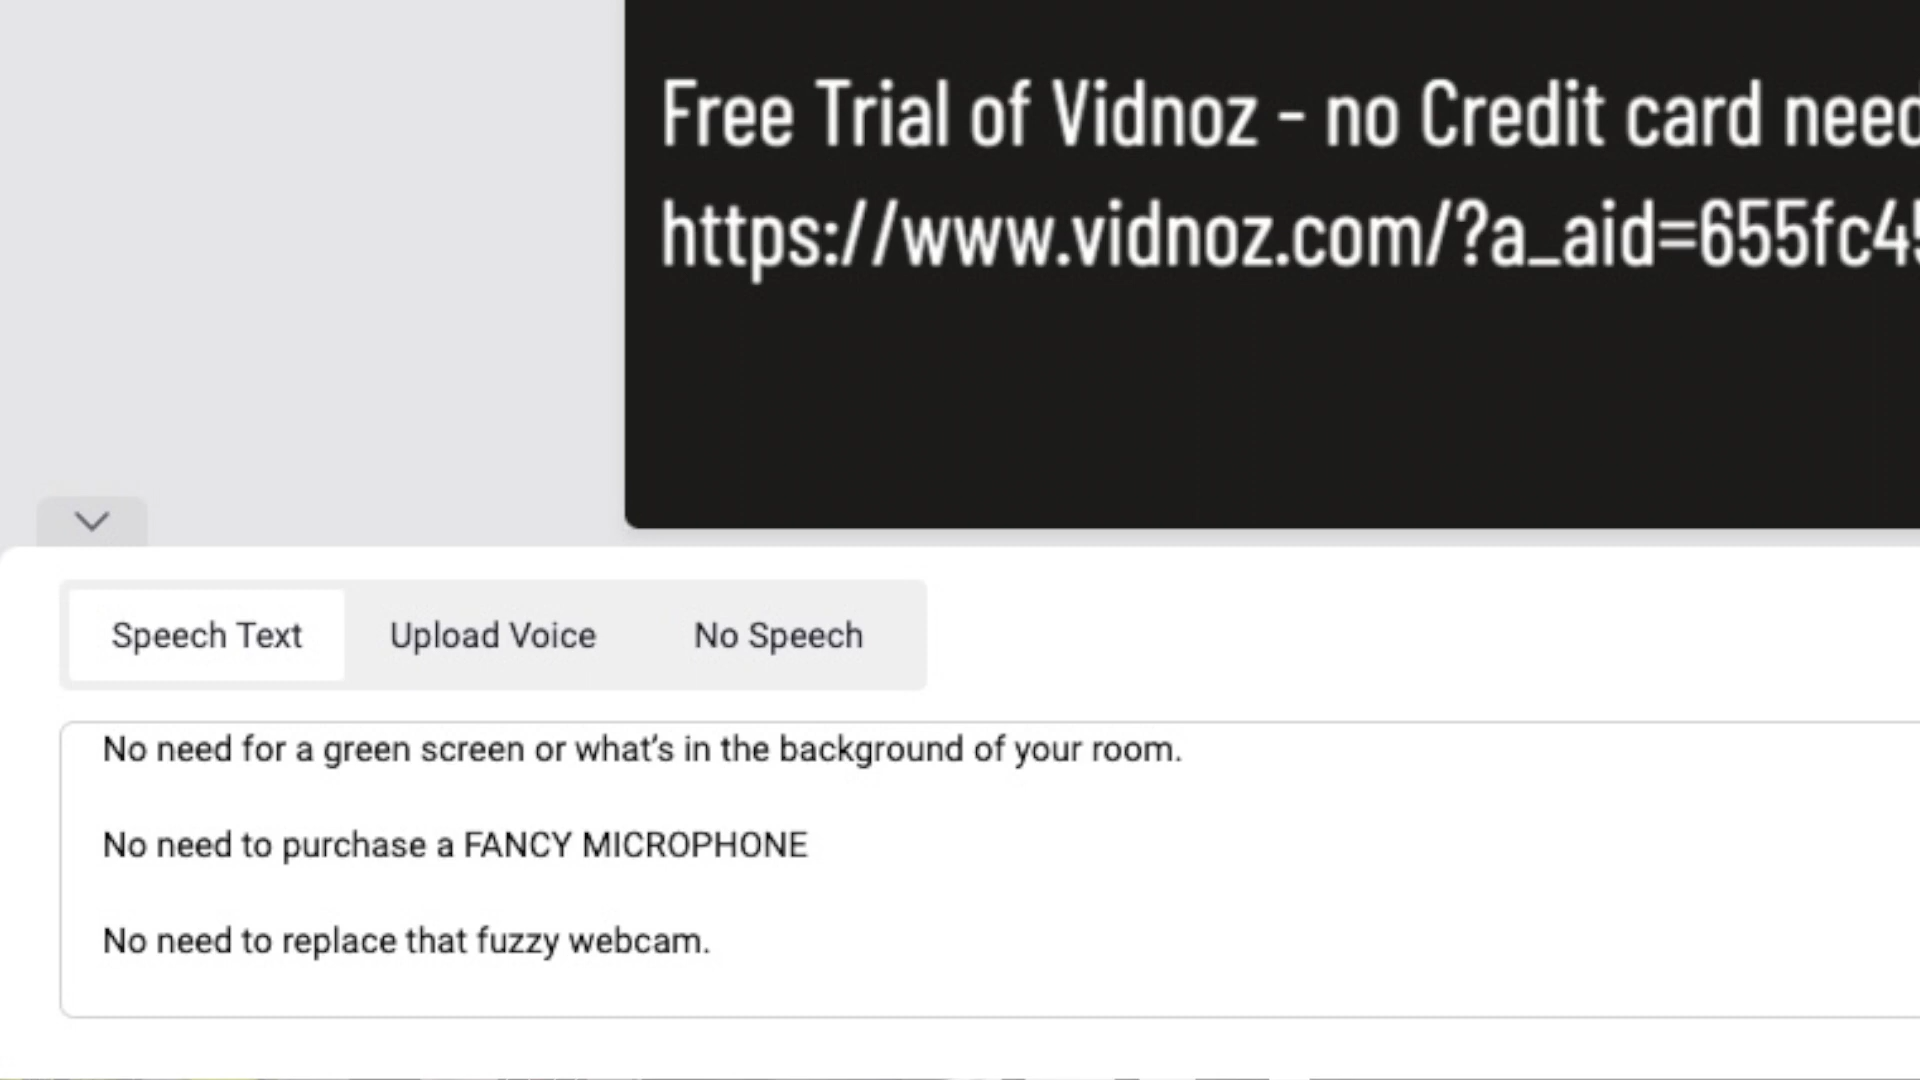 Free Trial of Vidnoz - no Credit card
https://www.vidnoz.com/?a_aid=655fc4
Speech Text
Upload Voice
No Speech
No need for a green screen or what's in the background of your room.
No need to purchase a FANCY MICROPHONE
No need to replace that fuzzy webcam.